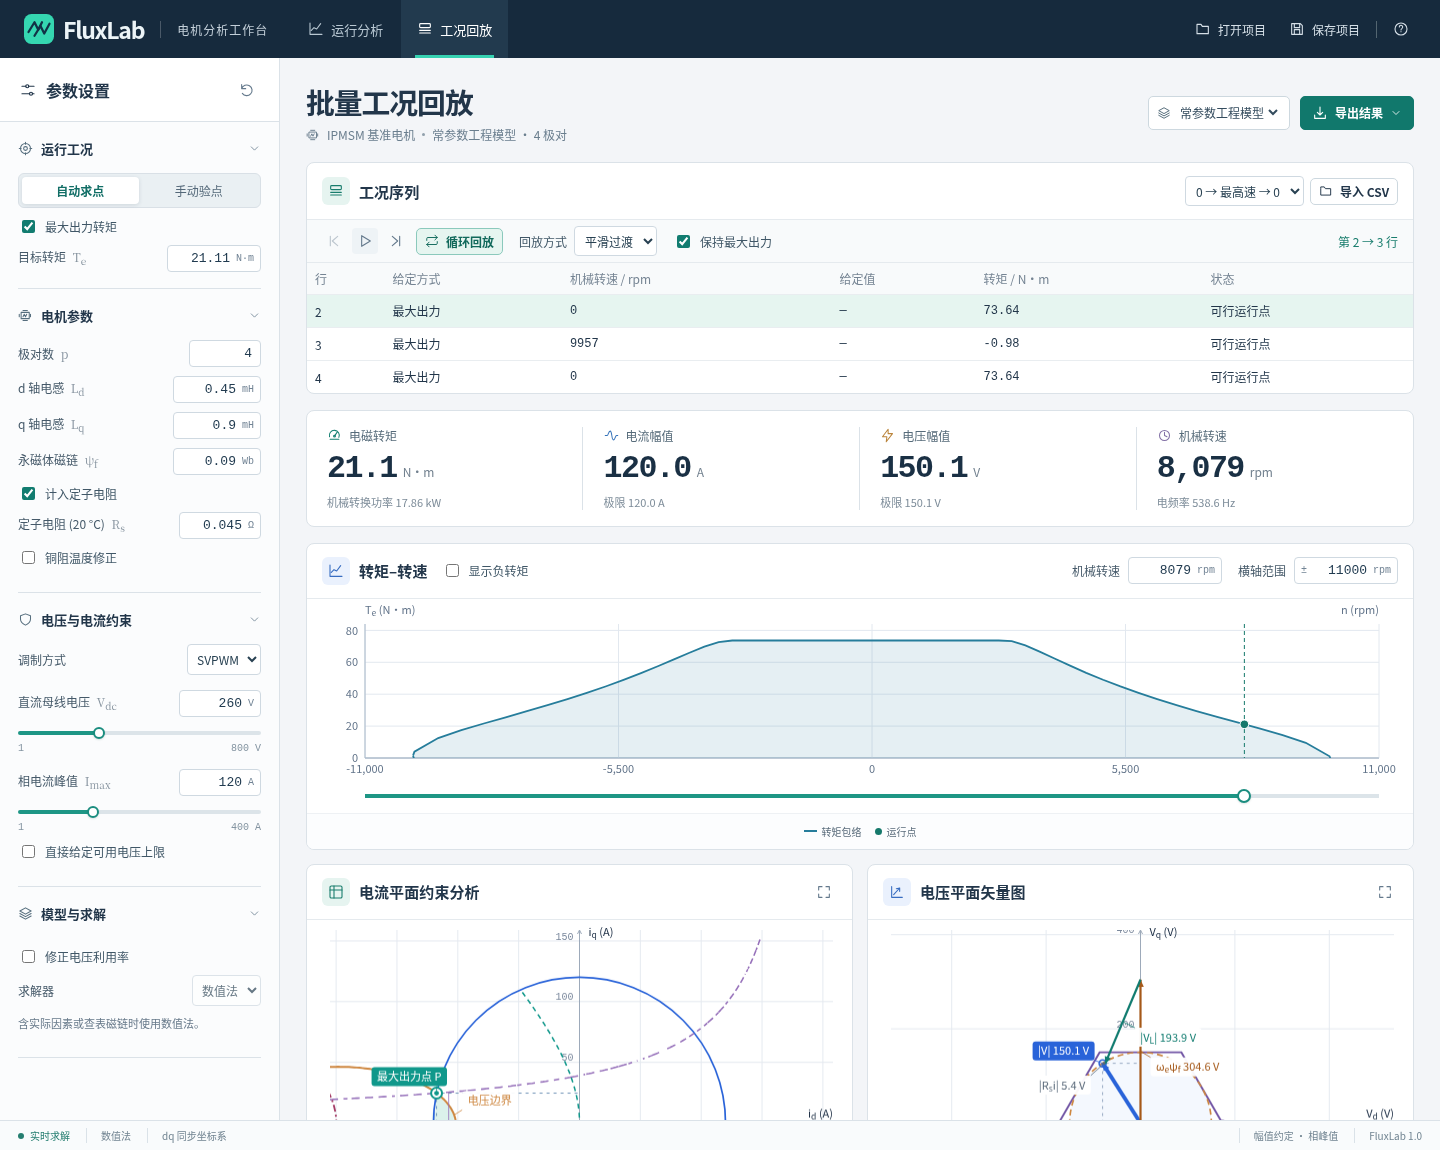 FluxLab 电机分析工作台 运行分析 工况回放 打开项目 保存项目
参数设置
运行工况
自动求点 手动验点
最大出力转矩
目标转矩 Te 21.11 N·m
电机参数
极对数 p 4
d 轴电感 Ld 0.45 mH
q 轴电感 Lq 0.9 mH
永磁体磁链 ψf 0.09 Wb
计入定子电阻
定子电阻 (20 °C) Rs 0.045 Ω
铜阻温度修正
电压与电流约束
调制方式 SVPWM
直流母线电压 Vdc 260 V
1 800 V
相电流峰值 Imax 120 A
1 400 A
直接给定可用电压上限
模型与求解
修正电压利用率
求解器 数值法
含实际因素或查表磁链时使用数值法。
批量工况回放
IPMSM 基准电机 · 常参数工程模型 · 4 极对
常参数工程模型 导出结果
工况序列 0 → 最高速 → 0 导入 CSV
循环回放 回放方式 平滑过渡 保持最大出力 第 2 → 3 行
行 给定方式 机械转速 / rpm 给定值 转矩 / N·m 状态
2 最大出力 0 — 73.64 可行运行点
3 最大出力 9957 — -0.98 可行运行点
4 最大出力 0 — 73.64 可行运行点
电磁转矩 电流幅值 电压幅值 机械转速
21.1 N·m 120.0 A 150.1 V 8,079 rpm
机械转换功率 17.86 kW 极限 120.0 A 极限 150.1 V 电频率 538.6 Hz
转矩–转速 显示负转矩 机械转速 8079 rpm 横轴范围 ± 11000 rpm
Te (N·m) n (rpm)
80
60
40
20
0
-11,000 -5,500 0 5,500 11,000
转矩包络 运行点
电流平面约束分析
150 iq (A)
100
50
最大出力点 P
电压边界
id (A)
电压平面矢量图
400 Vq (V)
200
|VL| 193.9 V
|V| 150.1 V
ωeψf 304.6 V
|Rsi| 5.4 V
Vd (V)
实时求解 数值法 dq 同步坐标系 幅值约定 · 相峰值 FluxLab 1.0